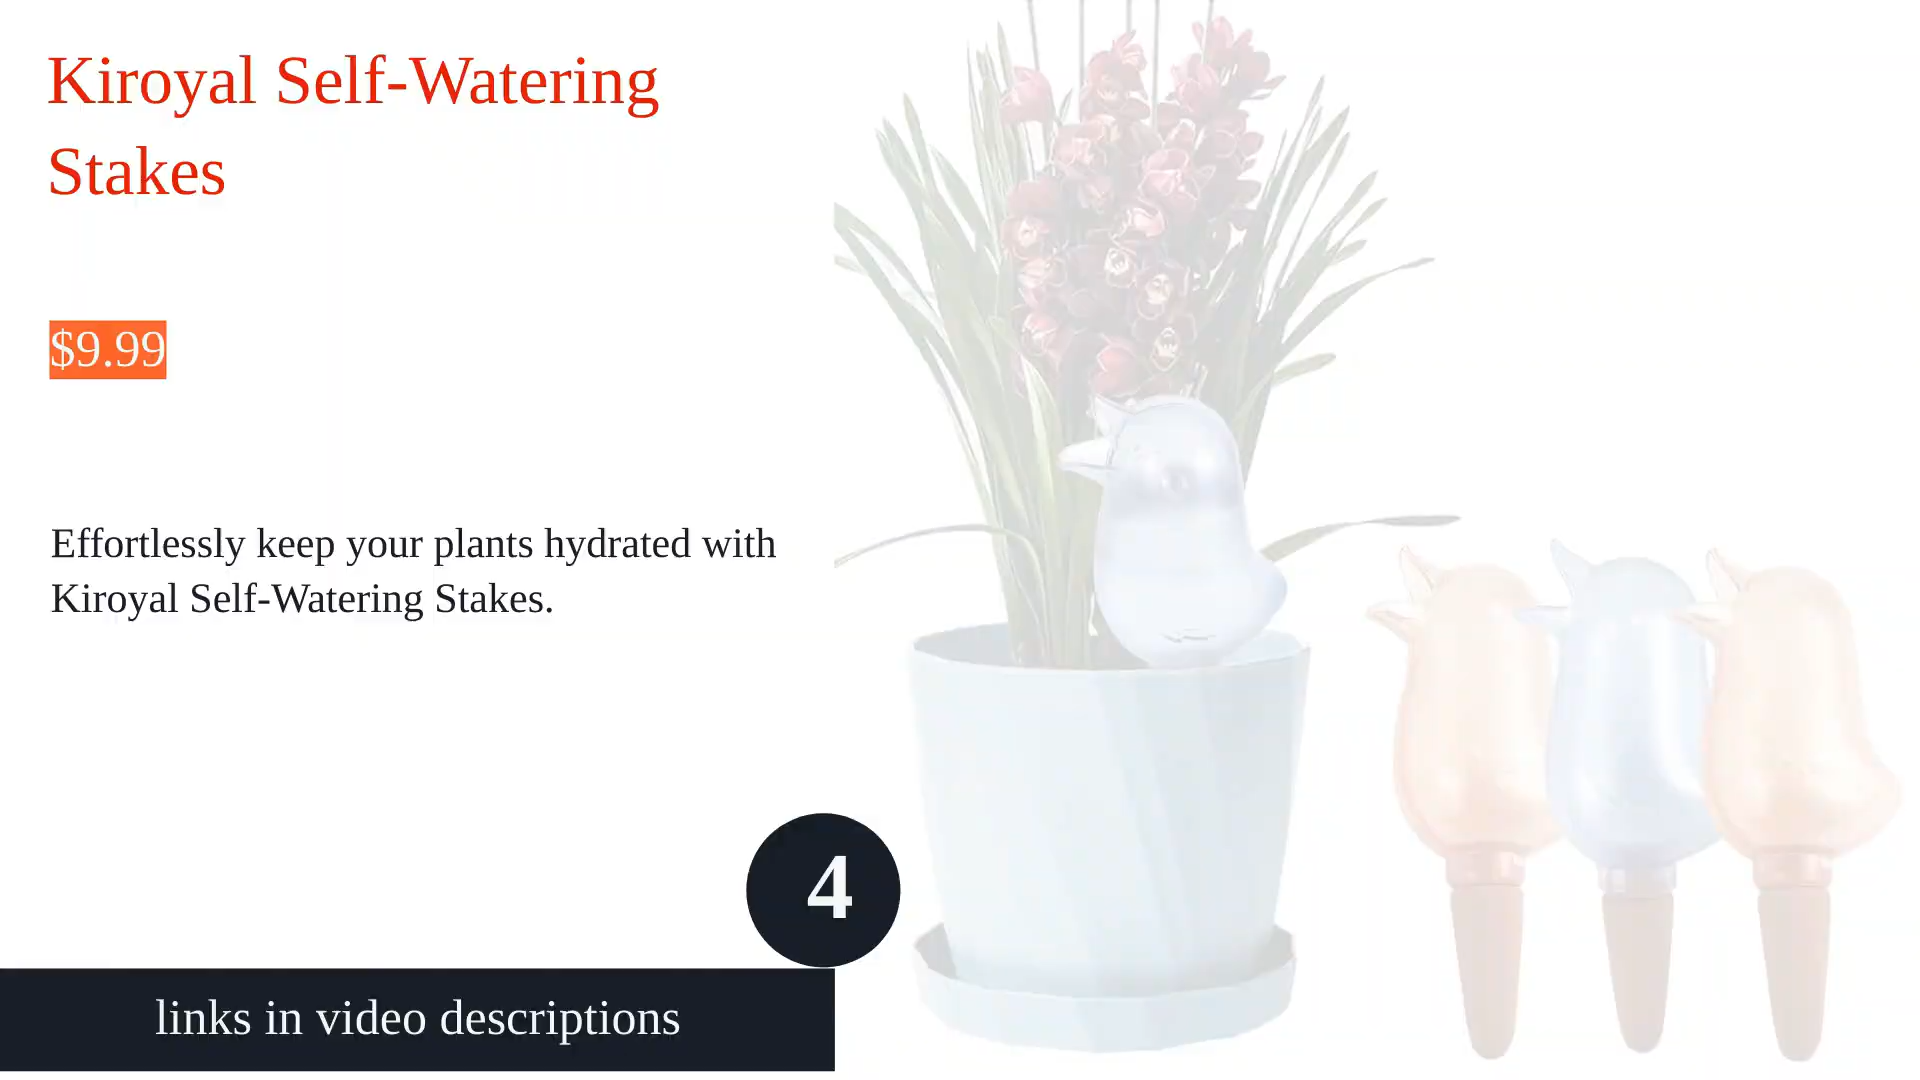 Kiroyal Self-Watering
Stakes
$9.99
Effortlessly keep your plants hydrated with
Kiroyal Self-Watering Stakes.
4
links in video descriptions